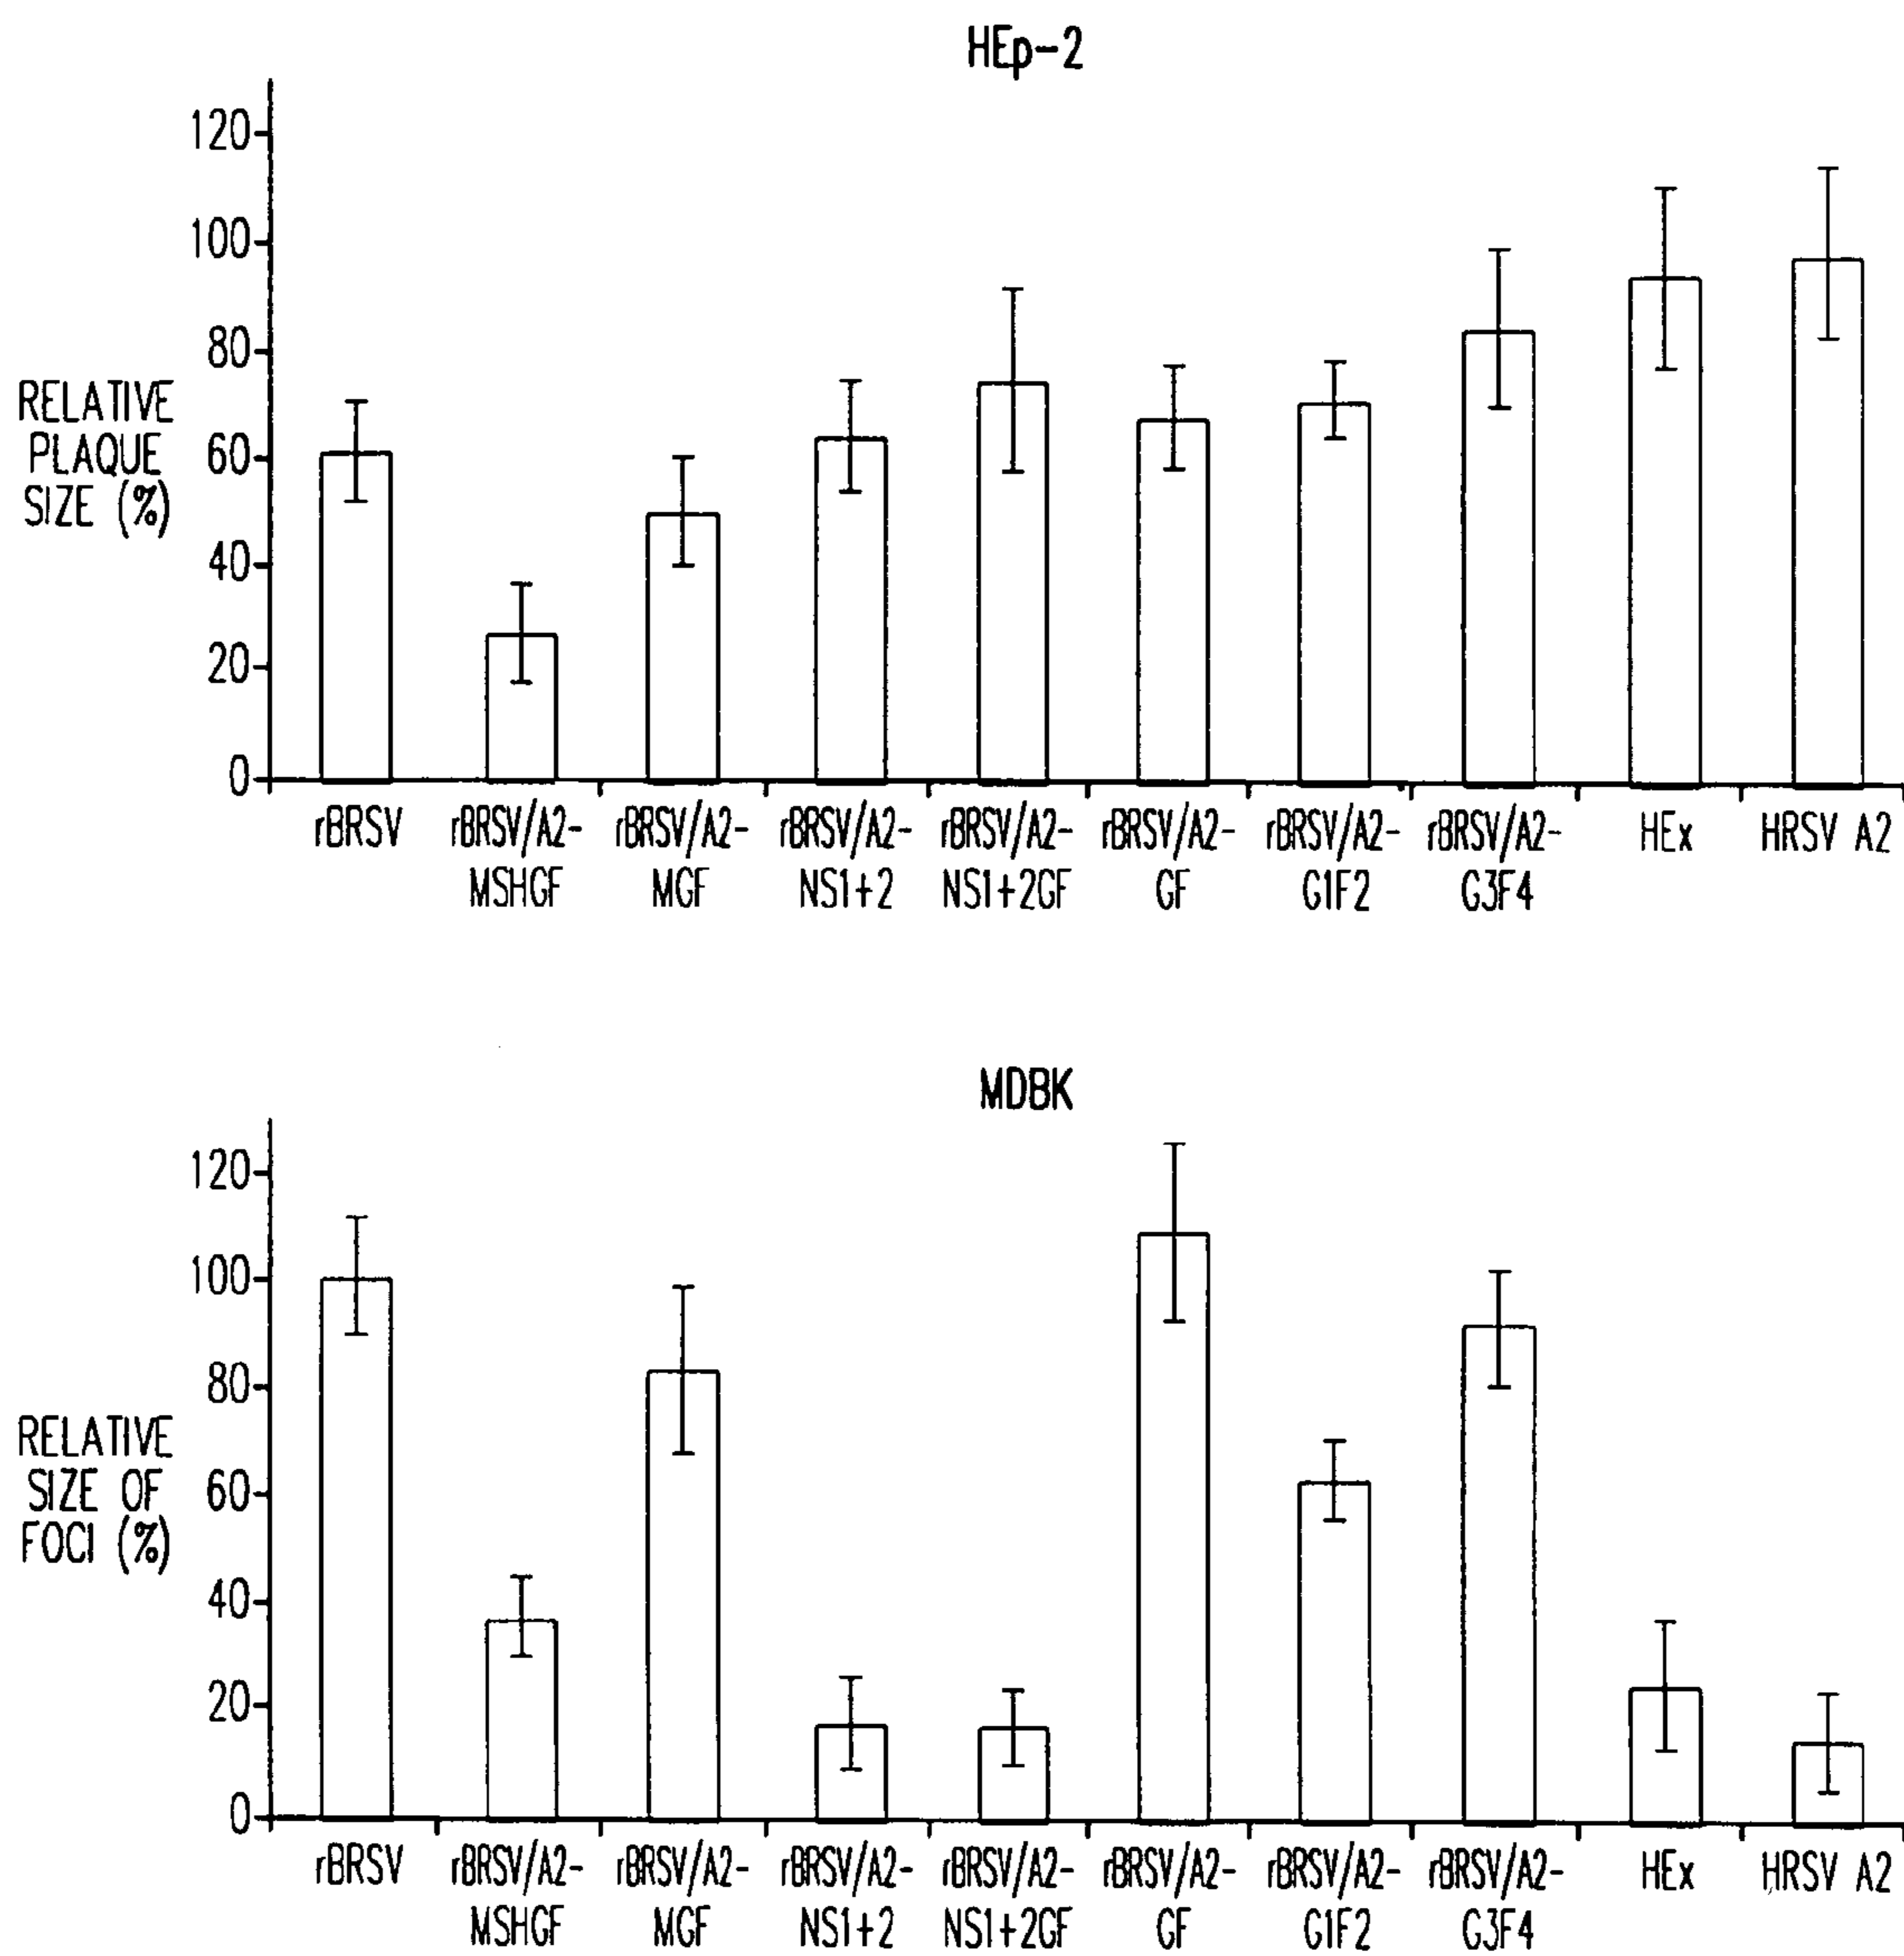 HEp-2
120
100
80
60
40
20
0
RELATIVE
PLAQUE
SIZE (%)
rBRSV
rBRSV/A2-
MSHGF
rBRSV/A2-
MGF
rBRSV/A2-
NS1+2
rBRSV/A2-
NS1+2GF
rBRSV/A2-
GF
rBRSV/A2-
G1F2
rBRSV/A2-
G3F4
HEx
HRSV A2
MDBK
120
100
80
60
40
20
0
RELATIVE
SIZE OF
FOCI (%)
rBRSV
rBRSV/A2-
MSHGF
rBRSV/A2-
MGF
rBRSV/A2-
NS1+2
rBRSV/A2-
NS1+2GF
rBRSV/A2-
GF
rBRSV/A2-
G1F2
rBRSV/A2-
G3F4
HEx
HRSV A2